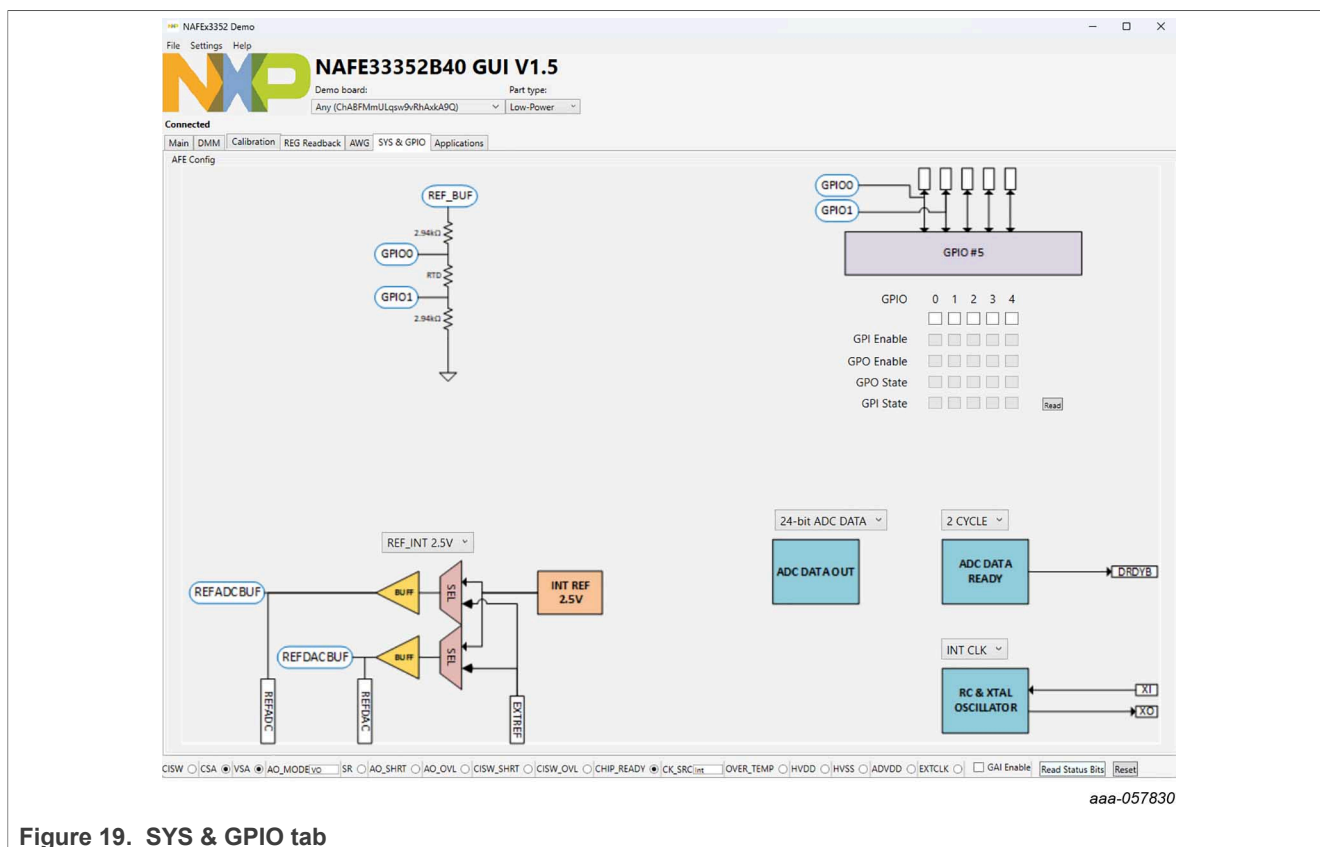 NAFEx3352 Demo
File Settings Help
NXP
NAFE33352B40 GUI V1.5
Demo board:
Part type:
Any (ChABFMmULqsw9vRhAxkA9Q)
Low-Power
Connected
Main DMM Calibration REG Readback AWG SYS & GPIO Applications
AFE Config
REF_BUF
2.94kΩ
GPIO0
RTD
GPIO1
2.94kΩ
GPIO0
GPIO1
GPIO #5
GPIO 0 1 2 3 4
GPI Enable
GPO Enable
GPO State
GPI State
Read
REF_INT 2.5V
REFADCBUF
BUFF
SEL
INT REF
2.5V
REFDACBUF
BUFF
SEL
REFADC
REFDAC
EXTREF
24-bit ADC DATA
ADC DATA OUT
2 CYCLE
ADC DATA
READY
DRDYB
INT CLK
RC & XTAL
OSCILLATOR
XI
XO
CISW CSA VSA AO_MODE VO SR AO_SHRT AO_OVL CISW_SHRT CISW_OVL CHIP_READY CK_SRC Int OVER_TEMP HVDD HVSS ADVDD EXTCLK GAI Enable Read Status Bits Reset
aaa-057830
Figure 19. SYS & GPIO tab